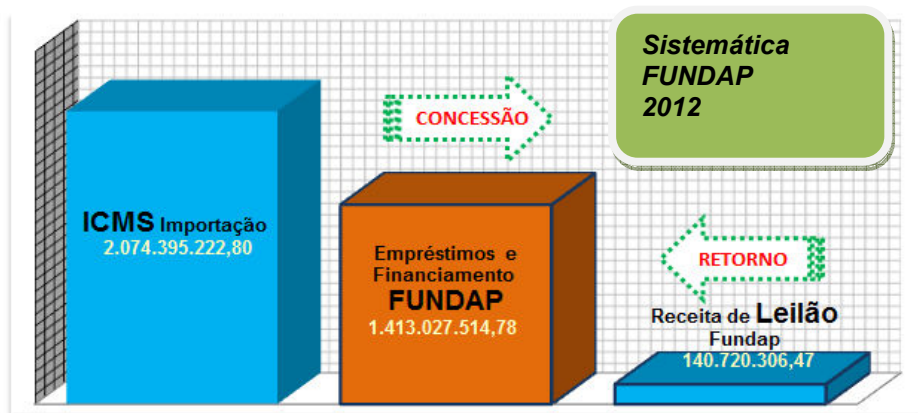 Sistemática
FUNDAP
2012
CONCESSÃO
ICMS Importação
2.074.395.222,80
Empréstimos e
Financiamento
FUNDAP
1.413.027.514,78
RETORNO
Receita de Leilão
Fundap
140.720.306,47